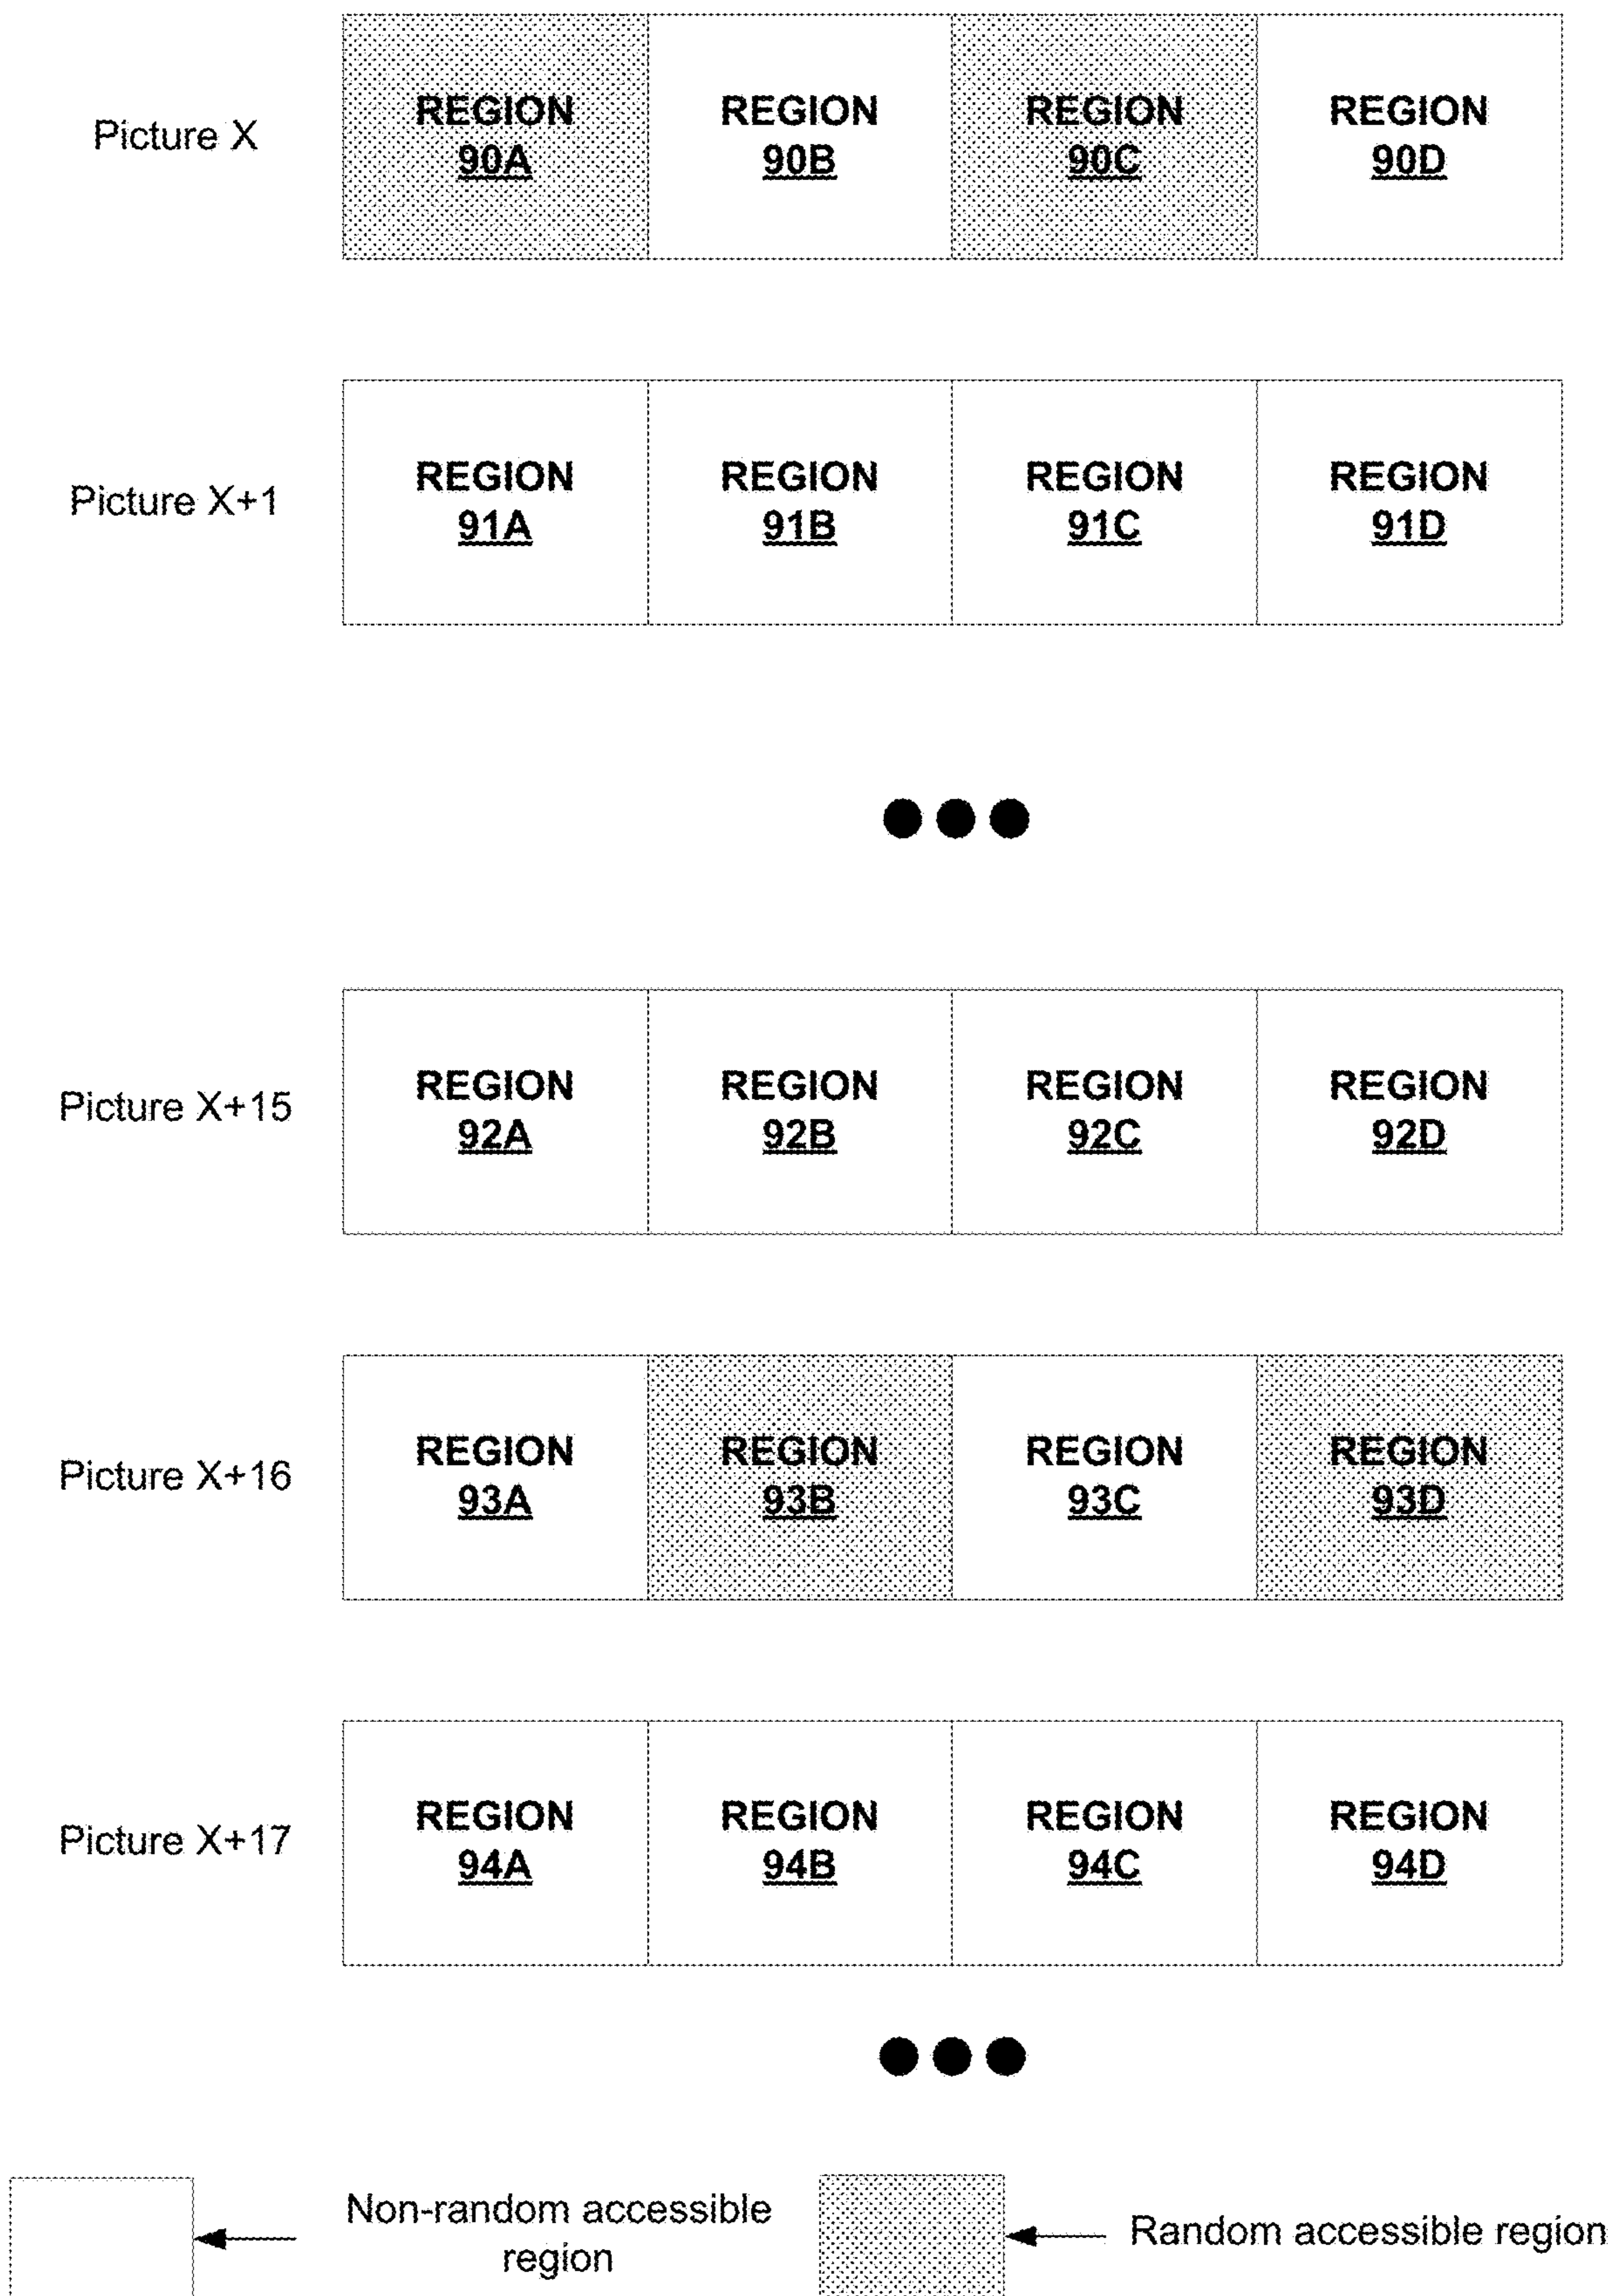 Picture X
REGION REGION REGION REGION
90A 90B 90C 90D
Picture X+1
REGION REGION REGION REGION
91A 91B 91C 91D
Picture X+15
REGION REGION REGION REGION
92A 92B 92C 92D
Picture X+16
REGION REGION REGION REGION
93A 93B 93C 93D
Picture X+17
REGION REGION REGION REGION
94A 94B 94C 94D
Non-random accessible
region
Random accessible region